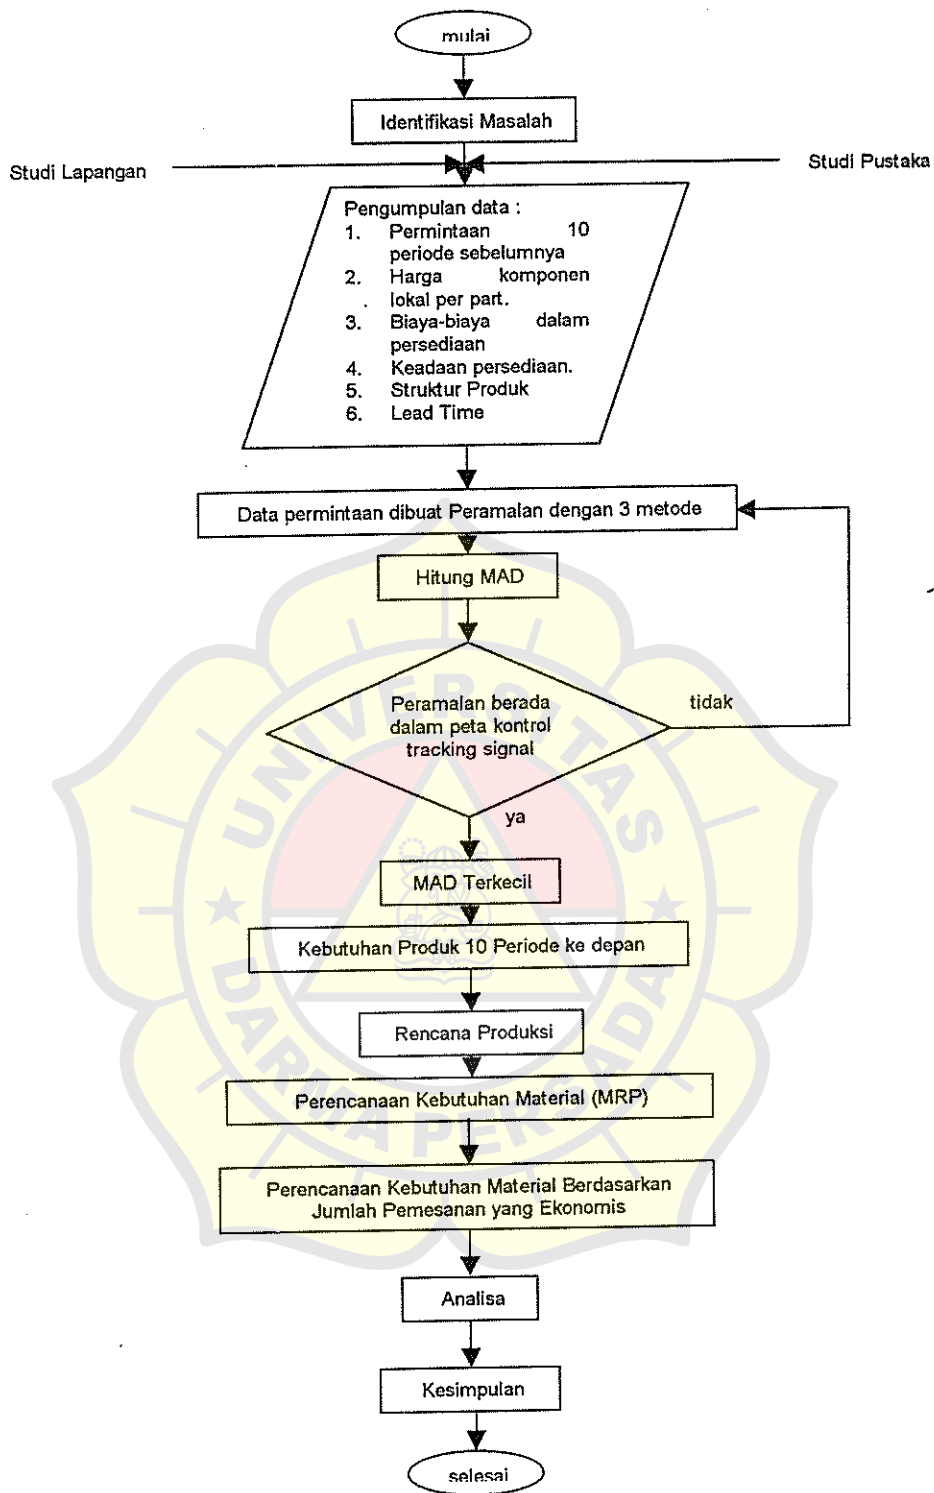 mulai
Identifikasi Masalah
Studi Lapangan
Studi Pustaka
Pengumpulan data :
1. Permintaan 10
periode sebelumnya
2. Harga komponen
lokal per part.
3. Biaya-biaya dalam
persediaan
4. Keadaan persediaan.
5. Struktur Produk
6. Lead Time
Data permintaan dibuat Peramalan dengan 3 metode
Hitung MAD
Peramalan berada
dalam peta kontrol
tracking signal
tidak
ya
MAD Terkecil
Kebutuhan Produk 10 Periode ke depan
Rencana Produksi
Perencanaan Kebutuhan Material (MRP)
Perencanaan Kebutuhan Material Berdasarkan
Jumlah Pemesanan yang Ekonomis
Analisa
Kesimpulan
selesai
UNIVERSITAS
DARMA PERSADA